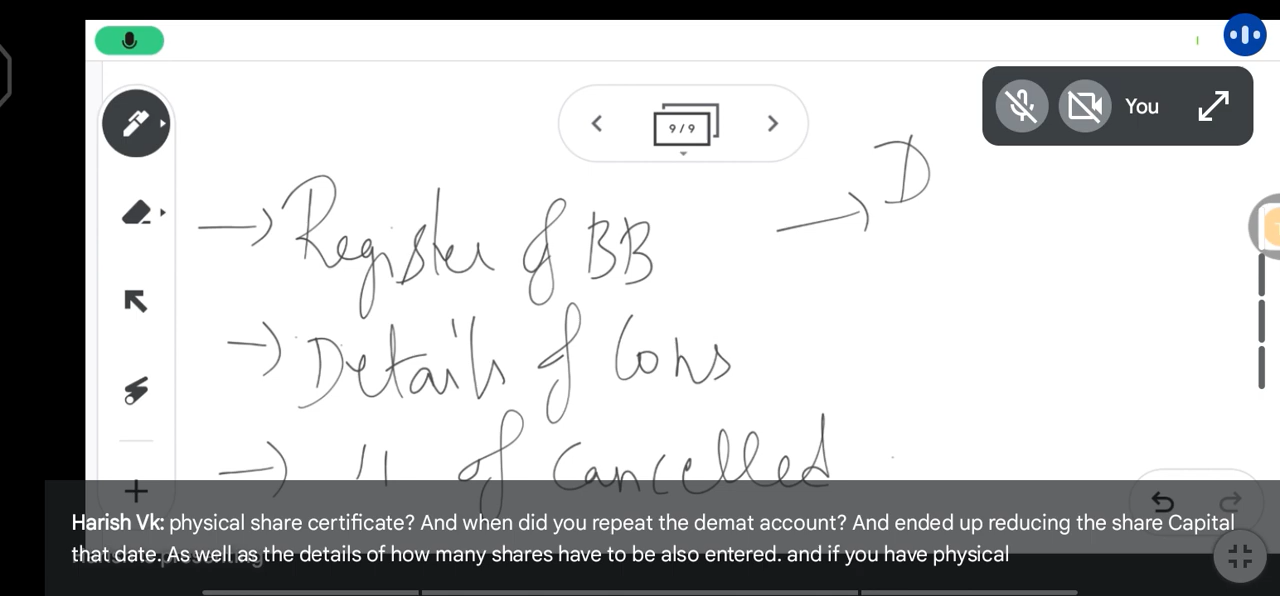 9/9
You
→ Register of BB → D
→ Details of Cons
→ 11 of Cancelled
Harish Vk: physical share certificate? And when did you repeat the demat account? And ended up reducing the share Capital
that date. As well as the details of how many shares have to be also entered. and if you have physical